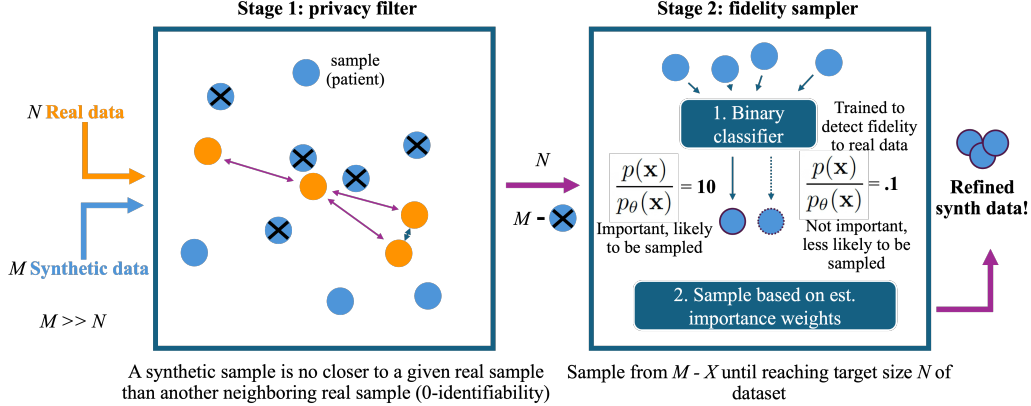 Stage 1: privacy filter
Stage 2: fidelity sampler
sample
(patient)
N Real data
M Synthetic data
M >> N
N
M -
1. Binary
classifier
Trained to
detect fidelity
to real data
p(x)
pθ(x)
= 10
Important, likely
to be sampled
p(x)
pθ(x)
= .1
Not important,
less likely to be
sampled
2. Sample based on est.
importance weights
Refined
synth data!
A synthetic sample is no closer to a given real sample
than another neighboring real sample (0-identifiability)
Sample from M - X until reaching target size N of
dataset